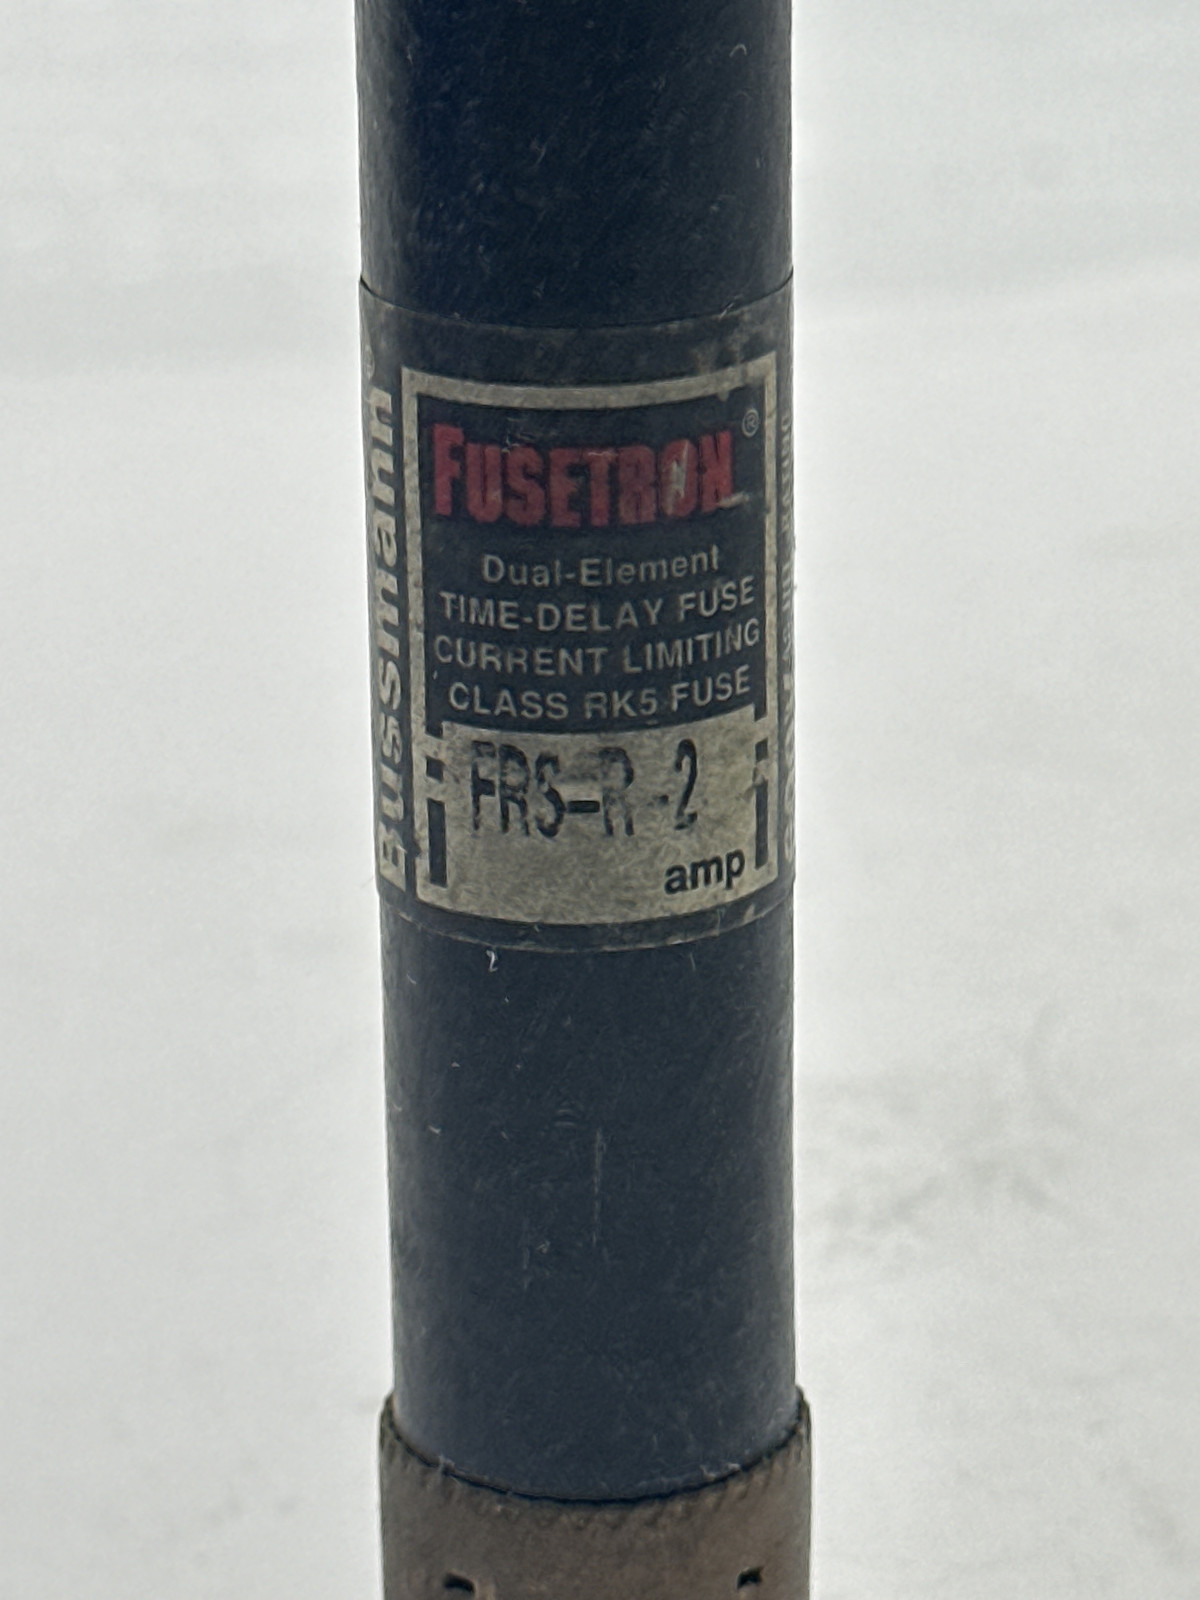 Bussmann®
FUSETRON®
Dual-Element
TIME-DELAY FUSE
CURRENT LIMITING
CLASS RK5 FUSE
FRS-R-2
amp